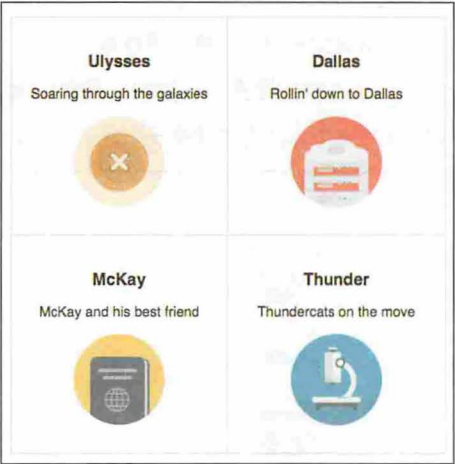 Ulysses
Soaring through the galaxies
Dallas
Rollin' down to Dallas
McKay
McKay and his best friend
Thunder
Thundercats on the move